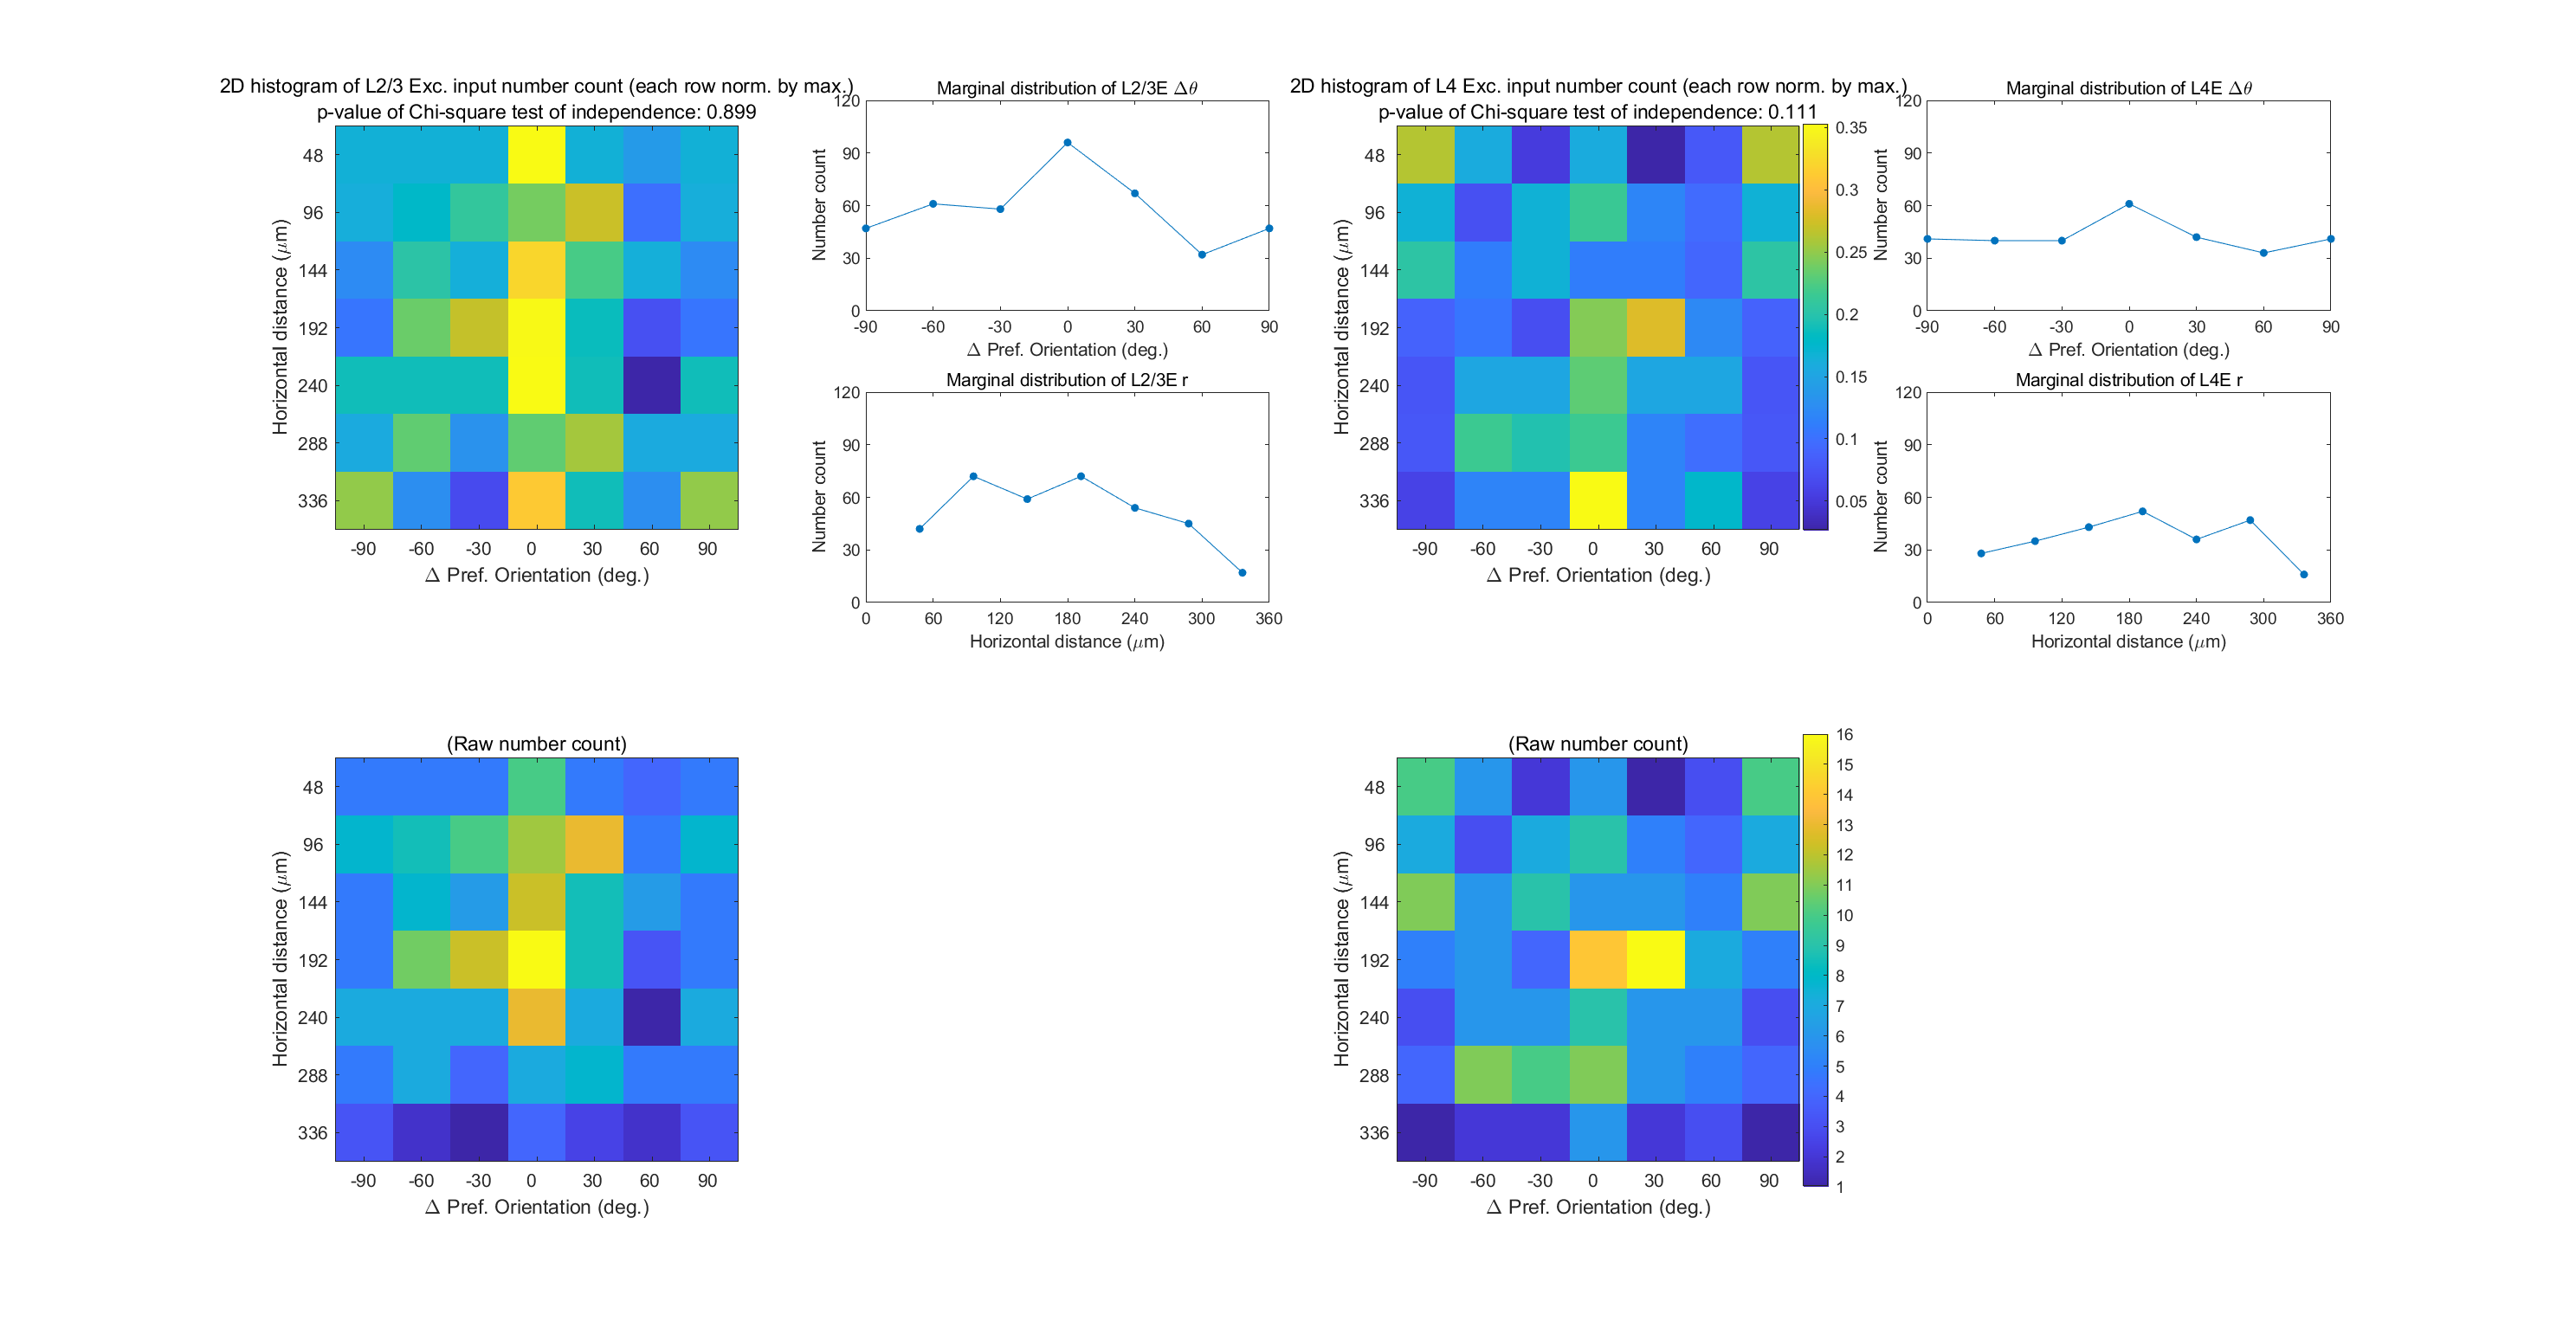 2D histogram of L2/3 Exc. input number count (each row norm. by max.)
p-value of Chi-square test of independence: 0.899
48
96
144
192
240
288
336
Horizontal distance (μm)
-90 -60 -30 0 30 60 90
Δ Pref. Orientation (deg.)
Marginal distribution of L2/3E Δθ
120
90
60
30
0
Number count
-90 -60 -30 0 30 60 90
Δ Pref. Orientation (deg.)
Marginal distribution of L2/3E r
120
90
60
30
0
Number count
0 60 120 180 240 300 360
Horizontal distance (μm)
2D histogram of L4 Exc. input number count (each row norm. by max.)
p-value of Chi-square test of independence: 0.111
48
96
144
192
240
288
336
Horizontal distance (μm)
-90 -60 -30 0 30 60 90
Δ Pref. Orientation (deg.)
0.35
0.3
0.25
0.2
0.15
0.1
0.05
Marginal distribution of L4E Δθ
120
90
60
30
0
Number count
-90 -60 -30 0 30 60 90
Δ Pref. Orientation (deg.)
Marginal distribution of L4E r
120
90
60
30
0
Number count
0 60 120 180 240 300 360
Horizontal distance (μm)
(Raw number count)
48
96
144
192
240
288
336
Horizontal distance (μm)
-90 -60 -30 0 30 60 90
Δ Pref. Orientation (deg.)
(Raw number count)
48
96
144
192
240
288
336
Horizontal distance (μm)
-90 -60 -30 0 30 60 90
Δ Pref. Orientation (deg.)
16
15
14
13
12
11
10
9
8
7
6
5
4
3
2
1